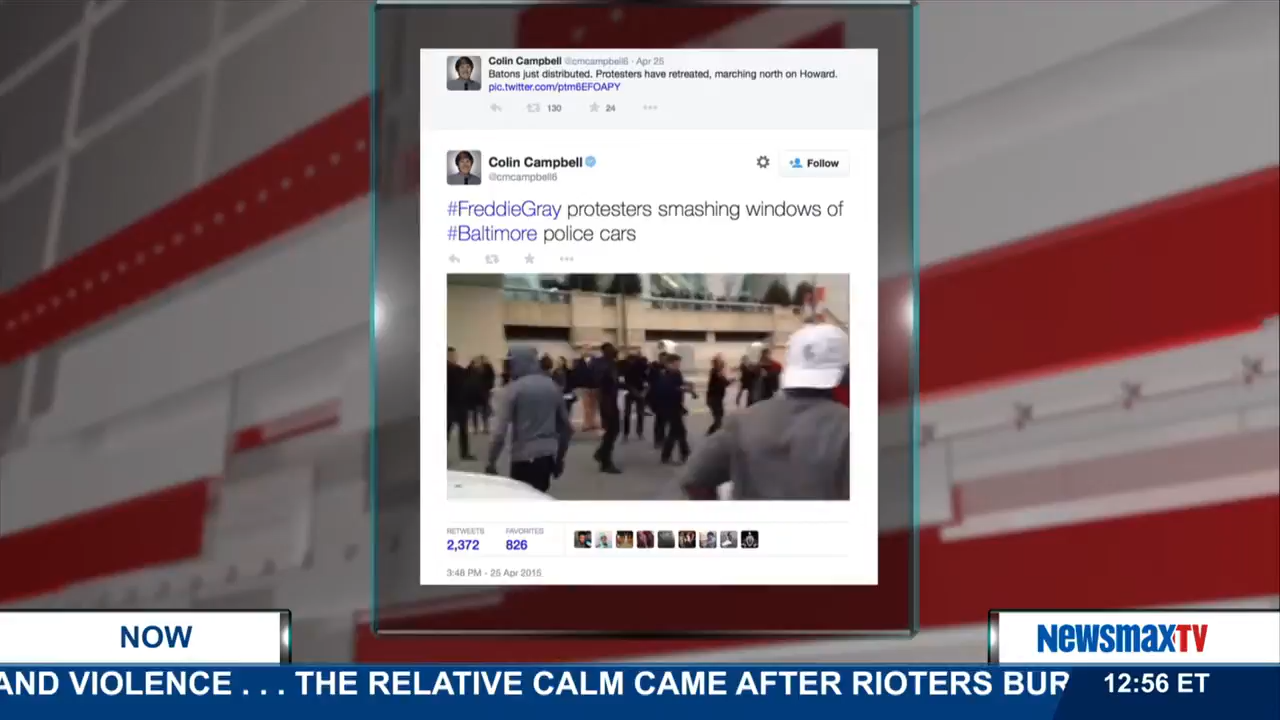 Colin Campbell @cmcampbell6 · Apr 25
Batons just distributed. Protesters have retreated, marching north on Howard.
pic.twitter.com/ptm6EFOAPY
130 24
Colin Campbell
@cmcampbell6
Follow
#FreddieGray protesters smashing windows of
#Baltimore police cars
RETWEETS FAVORITES
2,372 826
3:48 PM - 25 Apr 2015
NOW
NEWSMAXTV
AND VIOLENCE . . . THE RELATIVE CALM CAME AFTER RIOTERS BUR
12:56 ET